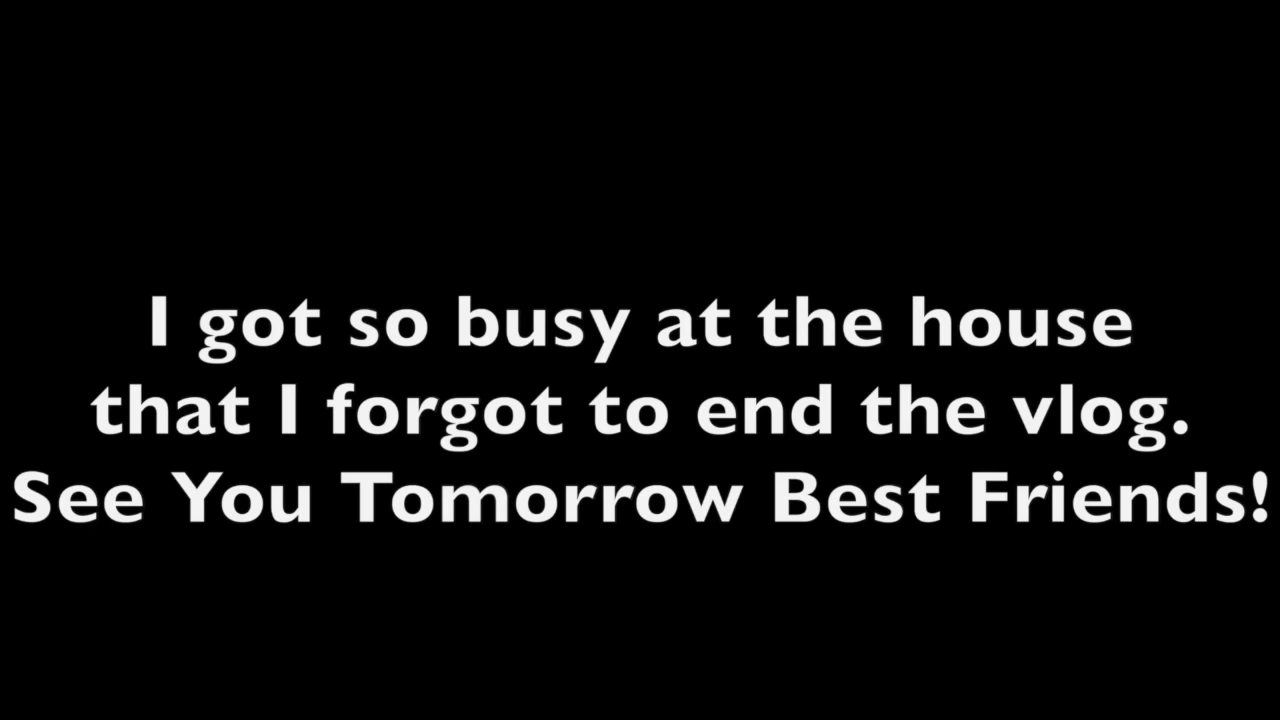 I got so busy at the house
that I forgot to end the vlog.
See You Tomorrow Best Friends!